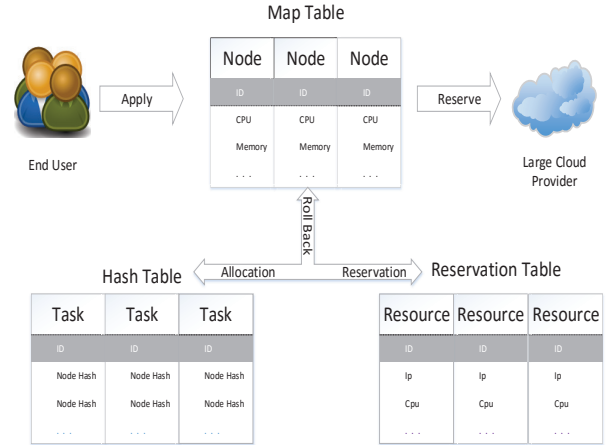 Map Table
Node Node Node
ID ID ID
CPU CPU CPU
Memory Memory Memory
. . . . . . . . .
Apply
Reserve
End User
Large Cloud
Provider
Roll Back
Allocation
Reservation
Hash Table
Task Task Task
ID ID ID
Node Hash Node Hash Node Hash
Node Hash Node Hash Node Hash
. . . . . . . . .
Reservation Table
Resource Resource Resource
ID ID ID
Ip Ip Ip
Cpu Cpu Cpu
. . . . . . . . .